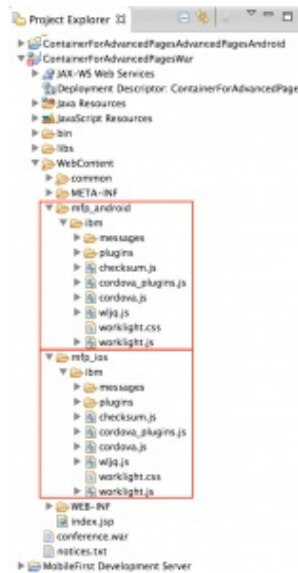 Project Explorer
ContainerForAdvancedPagesAdvancedPagesAndroid
ContainerForAdvancedPagesWar
JAX-WS Web Services
Deployment Descriptor: ContainerForAdvancedPage
Java Resources
JavaScript Resources
bin
libs
WebContent
common
META-INF
mfp_android
ibm
messages
plugins
checksum.js
cordova_plugins.js
cordova.js
wljq.js
worklight.css
worklight.js
mfp_ios
ibm
messages
plugins
checksum.js
cordova_plugins.js
cordova.js
wljq.js
worklight.css
worklight.js
WEB-INF
index.jsp
conference.war
notices.txt
MobileFirst Development Server